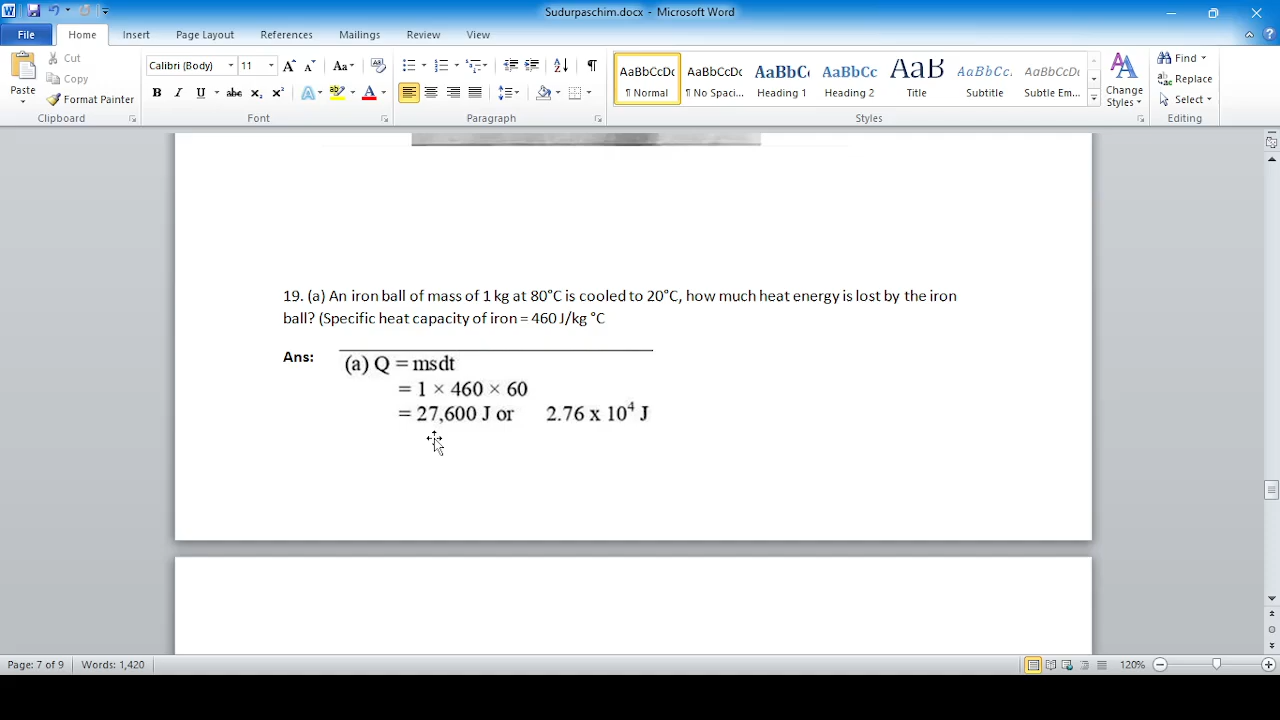 Sudurpaschim.docx - Microsoft Word
File Home Insert Page Layout References Mailings Review View
Paste
Cut
Copy
Format Painter
Clipboard
Calibri (Body) 11
Font
Paragraph
AaBbCcDc AaBbCcDc AaBbC AaBbCc AaB AaBbCc. AaBbCcDc
¶ Normal ¶ No Spaci... Heading 1 Heading 2 Title Subtitle Subtle Em...
Change
Styles
Styles
Find
Replace
Select
Editing
19. (a) An iron ball of mass of 1 kg at 80°C is cooled to 20°C, how much heat energy is lost by the iron
ball? (Specific heat capacity of iron = 460 J/kg °C
Ans:
(a) Q = msdt
= 1 × 460 × 60
= 27,600 J or 2.76 x 10⁴ J
Page: 7 of 9 Words: 1,420 120%